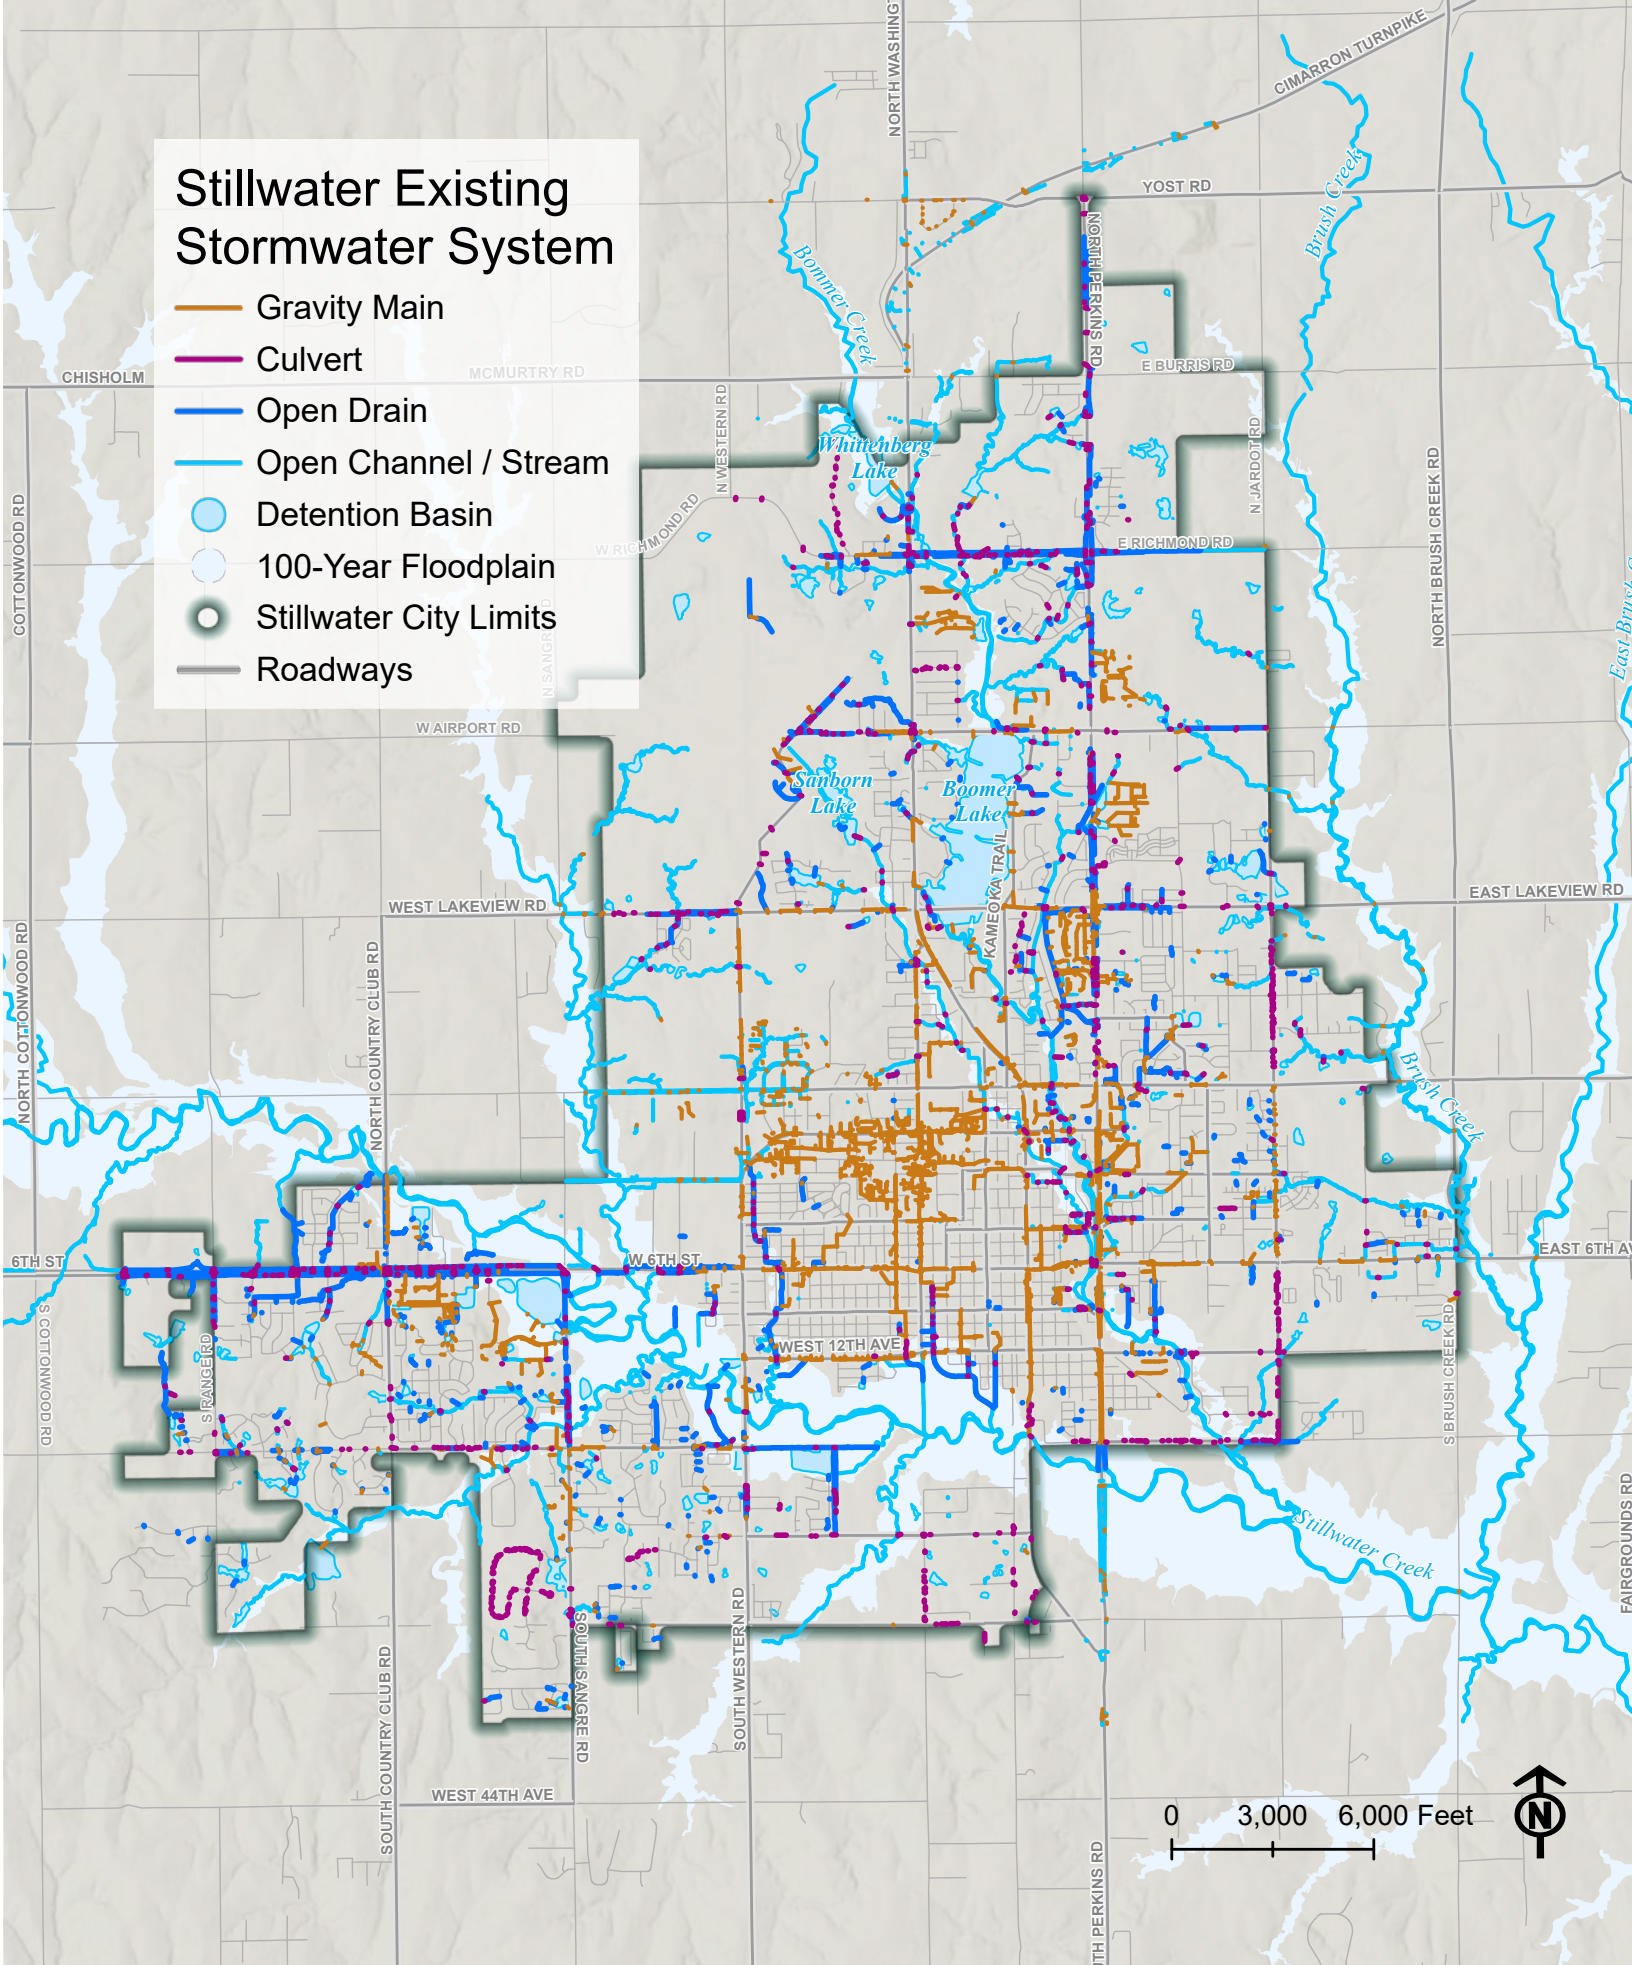 NORTH WASHING
CIMARRON TURNPIKE
Stillwater Existing
Stormwater System
Gravity Main
Culvert
Open Drain
Open Channel / Stream
Detention Basin
100-Year Floodplain
Stillwater City Limits
Roadways
YOST RD
Brush Creek
NORTH PERKINS RD
Bommer Creek
E BURRIS RD
CHISHOLM
MCMURTRY RD
N WESTERN RD
N JARDOT RD
Whittenberg
Lake
NORTH BRUSH CREEK RD
COTTONWOOD RD
W RICHMOND RD
E RICHMOND RD
East Brush C
N SANGR
D
W AIRPORT RD
Sanborn
Lake
Boomer
Lake
KAMEOKA TRAIL
EAST LAKEVIEW RD
WEST LAKEVIEW RD
NORTH COTTONWOOD RD
NORTH COUNTRY CLUB RD
Brush Creek
6TH ST
W 6TH ST
EAST 6TH AV
S COTTONWOOD RD
S RANGE RD
WEST 12TH AVE
S BRUSH CREEK RD
Stillwater Creek
FAIRGROUNDS RD
SOUTH SANGRE RD
SOUTH WESTERN RD
SOUTH COUNTRY CLUB RD
WEST 44TH AVE
0 3,000 6,000 Feet
N
TH PERKINS RD